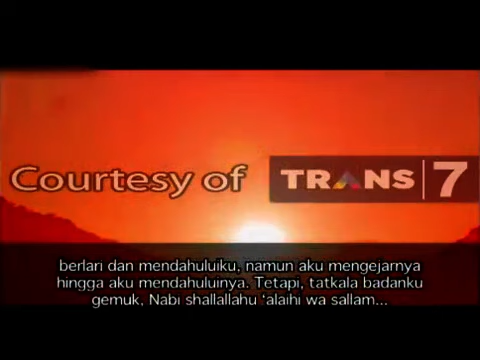 Courtesy of TRANS|7
berlari dan mendahuluiku, namun aku mengejarnya
hingga aku mendahuluinya. Tetapi, tatkala badanku
gemuk, Nabi shallallahu ‘alaihi wa sallam...